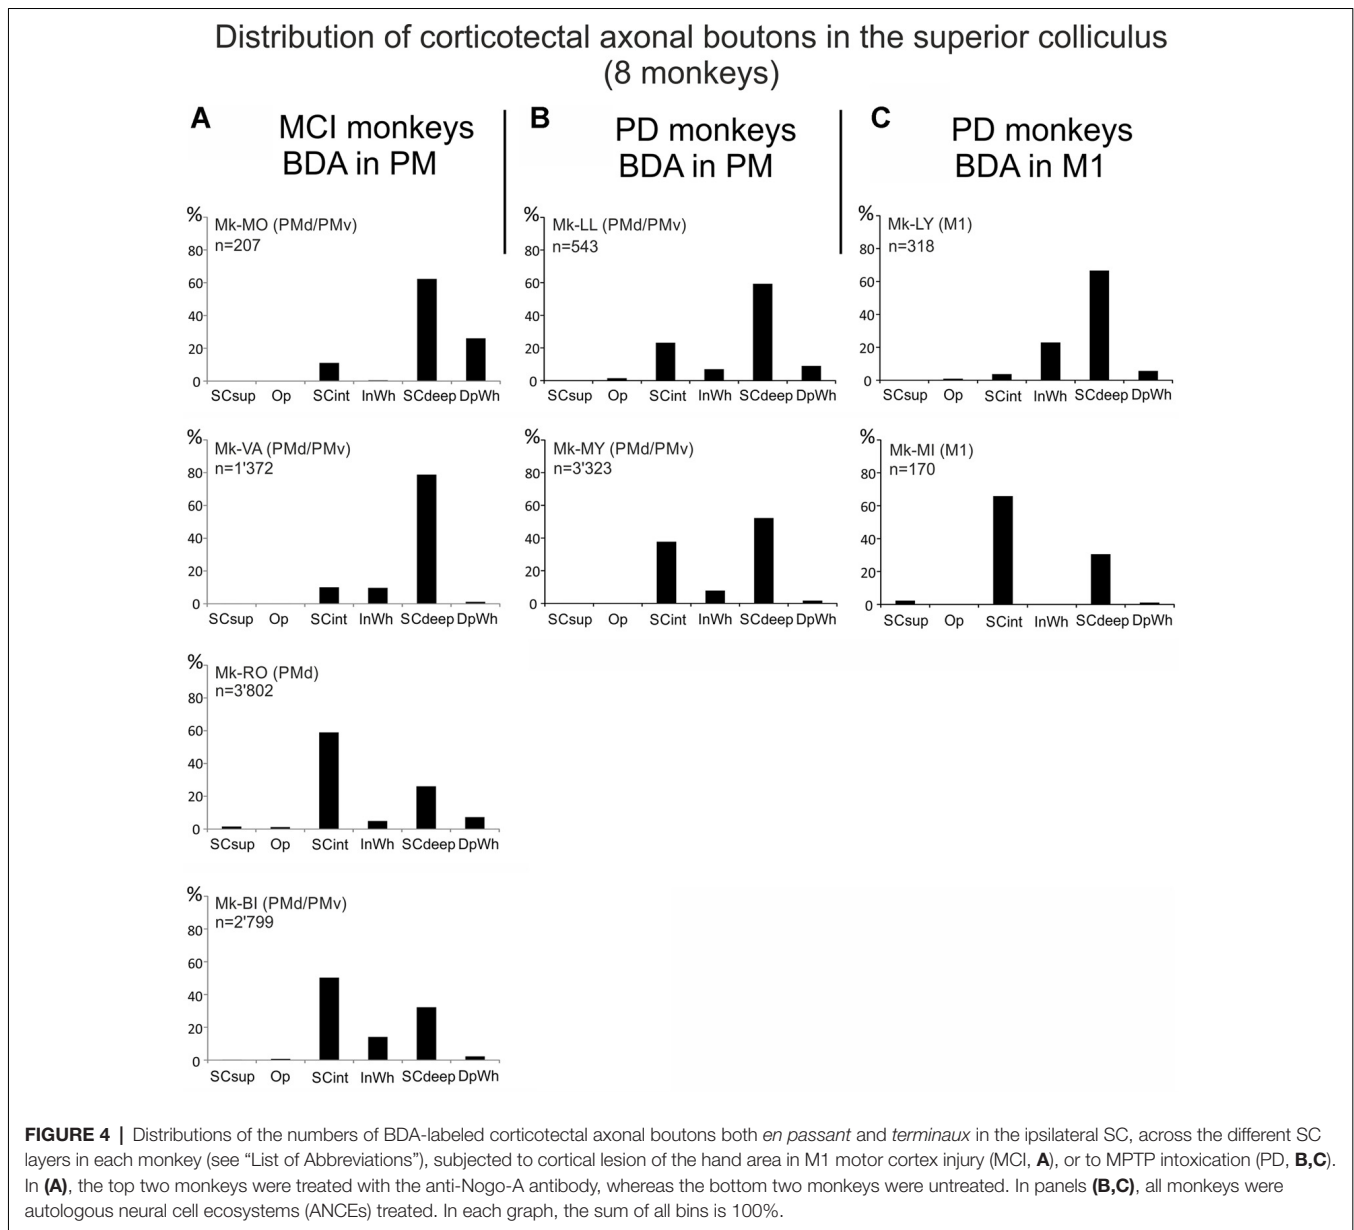 Distribution of corticotectal axonal boutons in the superior colliculus
(8 monkeys)
A
MCI monkeys
BDA in PM
B
PD monkeys
BDA in PM
C
PD monkeys
BDA in M1
%
Mk-MO (PMd/PMv)
n=207
80
60
40
20
0
SCsup Op SCint InWh SCdeep DpWh
%
Mk-LL (PMd/PMv)
n=543
80
60
40
20
0
SCsup Op SCint InWh SCdeep DpWh
%
Mk-LY (M1)
n=318
80
60
40
20
0
SCsup Op SCint InWh SCdeep DpWh
%
Mk-VA (PMd/PMv)
n=1'372
80
60
40
20
0
SCsup Op SCint InWh SCdeep DpWh
%
Mk-MY (PMd/PMv)
n=3'323
80
60
40
20
0
SCsup Op SCint InWh SCdeep DpWh
%
Mk-MI (M1)
n=170
80
60
40
20
0
SCsup Op SCint InWh SCdeep DpWh
%
Mk-RO (PMd)
n=3'802
80
60
40
20
0
SCsup Op SCint InWh SCdeep DpWh
%
Mk-BI (PMd/PMv)
n=2'799
80
60
40
20
0
SCsup Op SCint InWh SCdeep DpWh
FIGURE 4 | Distributions of the numbers of BDA-labeled corticotectal axonal boutons both en passant and terminaux in the ipsilateral SC, across the different SC
layers in each monkey (see “List of Abbreviations”), subjected to cortical lesion of the hand area in M1 motor cortex injury (MCI, A), or to MPTP intoxication (PD, B,C).
In (A), the top two monkeys were treated with the anti-Nogo-A antibody, whereas the bottom two monkeys were untreated. In panels (B,C), all monkeys were
autologous neural cell ecosystems (ANCEs) treated. In each graph, the sum of all bins is 100%.